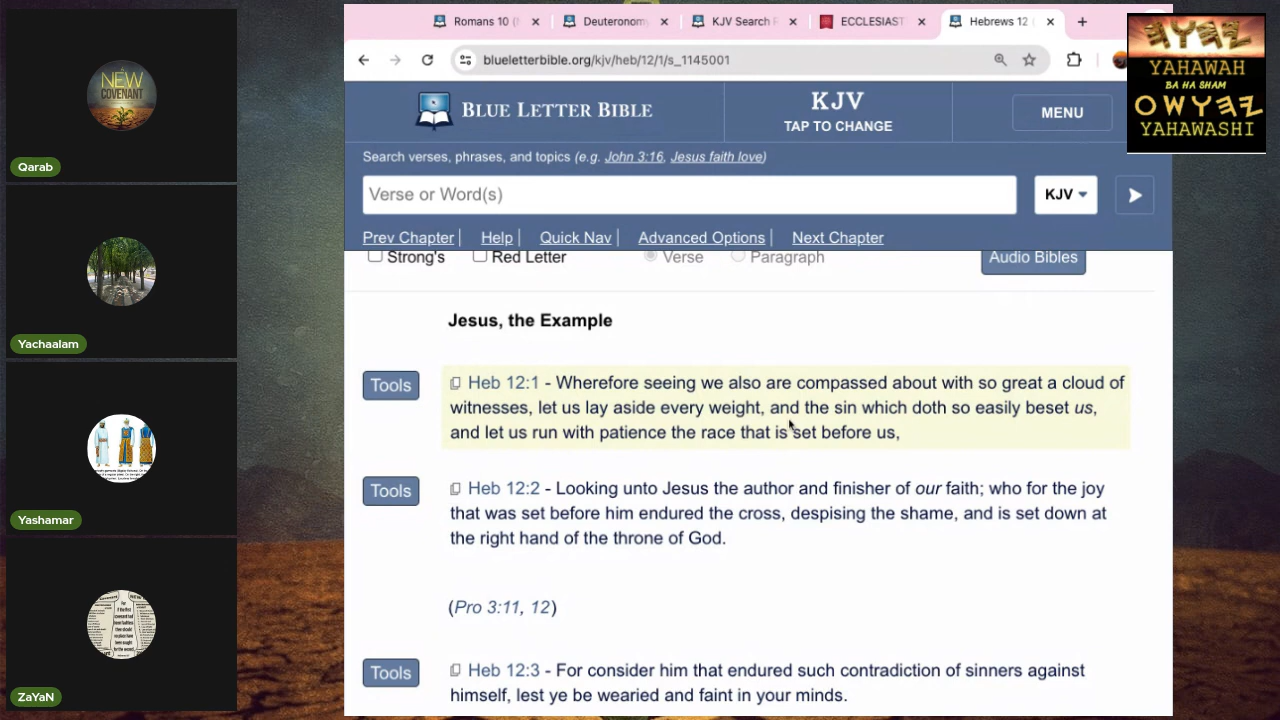 A
NEW
COVENANT
Qarab
Yachaalam
Yashamar
ZaYaN
Romans 10 (
Deuteronomy
KJV Search R
ECCLESIAST
Hebrews 12 (
blueletterbible.org/kjv/heb/12/1/s_1145001
BLUE LETTER BIBLE
KJV
TAP TO CHANGE
MENU
Search verses, phrases, and topics (e.g. John 3:16, Jesus faith love)
Verse or Word(s)
KJV
Prev Chapter | Help | Quick Nav | Advanced Options | Next Chapter
Strong's Red Letter Verse Paragraph Audio Bibles
Jesus, the Example
Tools
Heb 12:1 - Wherefore seeing we also are compassed about with so great a cloud of
witnesses, let us lay aside every weight, and the sin which doth so easily beset us,
and let us run with patience the race that is set before us,
Tools
Heb 12:2 - Looking unto Jesus the author and finisher of our faith; who for the joy
that was set before him endured the cross, despising the shame, and is set down at
the right hand of the throne of God.
(Pro 3:11, 12)
Tools
Heb 12:3 - For consider him that endured such contradiction of sinners against
himself, lest ye be wearied and faint in your minds.
YAHAWAH
BA HA SHAM
YAHAWASHI